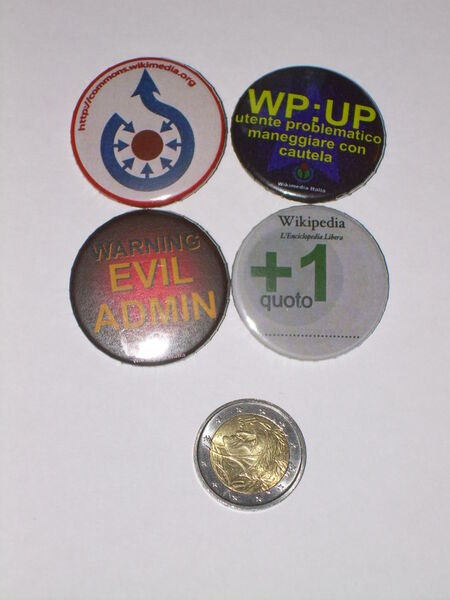 http://commons.wikimedia.org
WP:UP
utente problematico
maneggiare con
cautela
Wikimedia Italia
WARNING
EVIL
ADMIN
Wikipedia
L'Enciclopedia Libera
+1
quoto